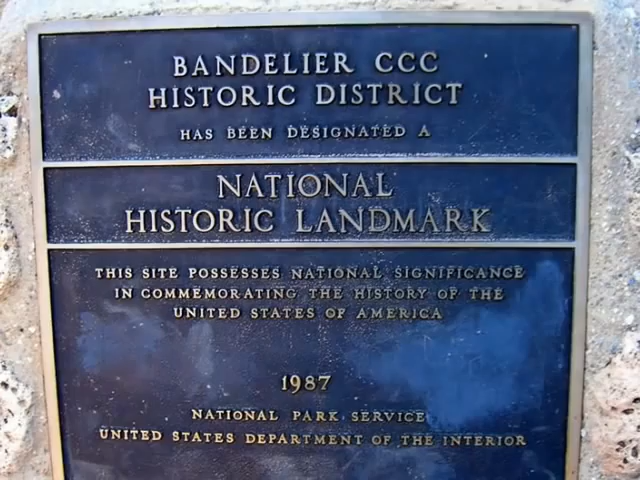 BANDELIER CCC
HISTORIC DISTRICT
HAS BEEN DESIGNATED A
NATIONAL
HISTORIC LANDMARK
THIS SITE POSSESSES NATIONAL SIGNIFICANCE
IN COMMEMORATING THE HISTORY OF THE
UNITED STATES OF AMERICA
1987
NATIONAL PARK SERVICE
UNITED STATES DEPARTMENT OF THE INTERIOR